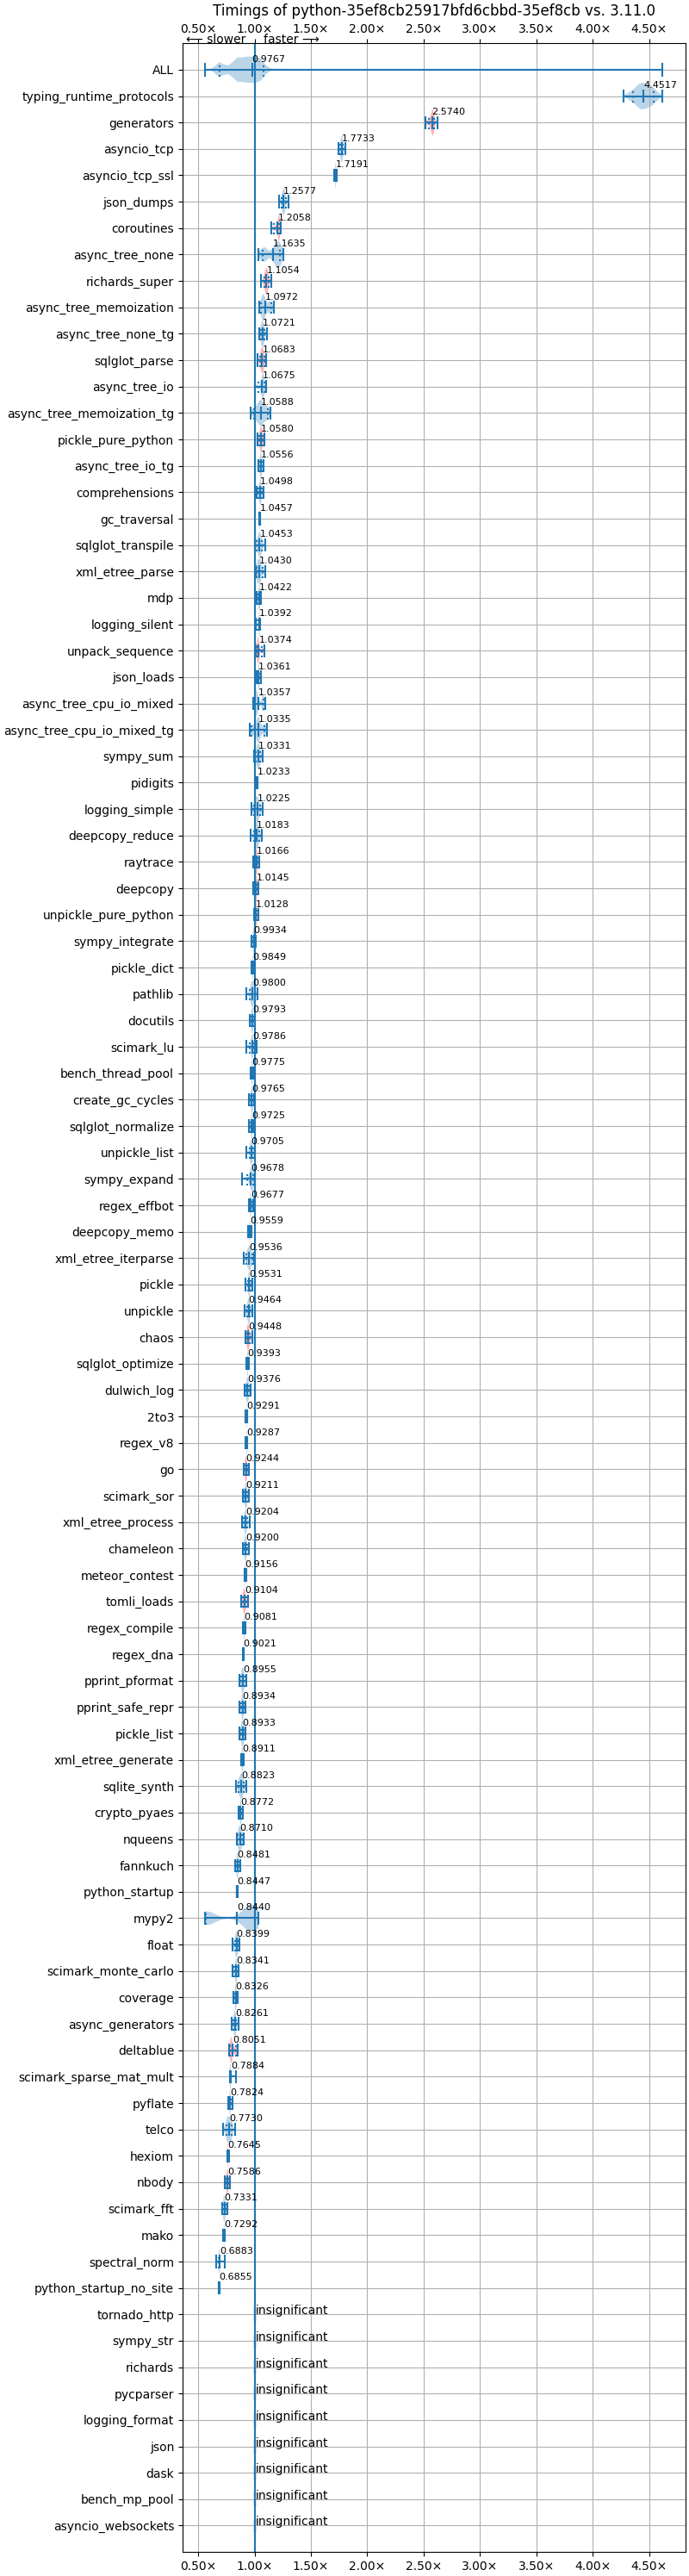 Timings of python-35ef8cb25917bfd6cbbd-35ef8cb vs. 3.11.0
0.50× 1.00× 1.50× 2.00× 2.50× 3.00× 3.50× 4.00× 4.50×
⟵ slower faster ⟶
ALL 0.9767
typing_runtime_protocols 4.4517
generators 2.5740
asyncio_tcp 1.7733
asyncio_tcp_ssl 1.7191
json_dumps 1.2577
coroutines 1.2058
async_tree_none 1.1635
richards_super 1.1054
async_tree_memoization 1.0972
async_tree_none_tg 1.0721
sqlglot_parse 1.0683
async_tree_io 1.0675
async_tree_memoization_tg 1.0588
pickle_pure_python 1.0580
async_tree_io_tg 1.0556
comprehensions 1.0498
gc_traversal 1.0457
sqlglot_transpile 1.0453
xml_etree_parse 1.0430
mdp 1.0422
logging_silent 1.0392
unpack_sequence 1.0374
json_loads 1.0361
async_tree_cpu_io_mixed 1.0357
async_tree_cpu_io_mixed_tg 1.0335
sympy_sum 1.0331
pidigits 1.0233
logging_simple 1.0225
deepcopy_reduce 1.0183
raytrace 1.0166
deepcopy 1.0145
unpickle_pure_python 1.0128
sympy_integrate 0.9934
pickle_dict 0.9849
pathlib 0.9800
docutils 0.9793
scimark_lu 0.9786
bench_thread_pool 0.9775
create_gc_cycles 0.9765
sqlglot_normalize 0.9725
unpickle_list 0.9705
sympy_expand 0.9678
regex_effbot 0.9677
deepcopy_memo 0.9559
xml_etree_iterparse 0.9536
pickle 0.9531
unpickle 0.9464
chaos 0.9448
sqlglot_optimize 0.9393
dulwich_log 0.9376
2to3 0.9291
regex_v8 0.9287
go 0.9244
scimark_sor 0.9211
xml_etree_process 0.9204
chameleon 0.9200
meteor_contest 0.9156
tomli_loads 0.9104
regex_compile 0.9081
regex_dna 0.9021
pprint_pformat 0.8955
pprint_safe_repr 0.8934
pickle_list 0.8933
xml_etree_generate 0.8911
sqlite_synth 0.8823
crypto_pyaes 0.8772
nqueens 0.8710
fannkuch 0.8481
python_startup 0.8447
mypy2 0.8440
float 0.8399
scimark_monte_carlo 0.8341
coverage 0.8326
async_generators 0.8261
deltablue 0.8051
scimark_sparse_mat_mult 0.7884
pyflate 0.7824
telco 0.7730
hexiom 0.7645
nbody 0.7586
scimark_fft 0.7331
mako 0.7292
spectral_norm 0.6883
python_startup_no_site 0.6855
tornado_http insignificant
sympy_str insignificant
richards insignificant
pycparser insignificant
logging_format insignificant
json insignificant
dask insignificant
bench_mp_pool insignificant
asyncio_websockets insignificant
0.50× 1.00× 1.50× 2.00× 2.50× 3.00× 3.50× 4.00× 4.50×